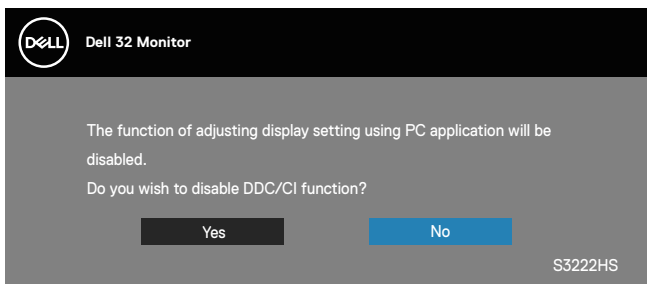 DELL
Dell 32 Monitor
The function of adjusting display setting using PC application will be
disabled.
Do you wish to disable DDC/CI function?
Yes
No
S3222HS